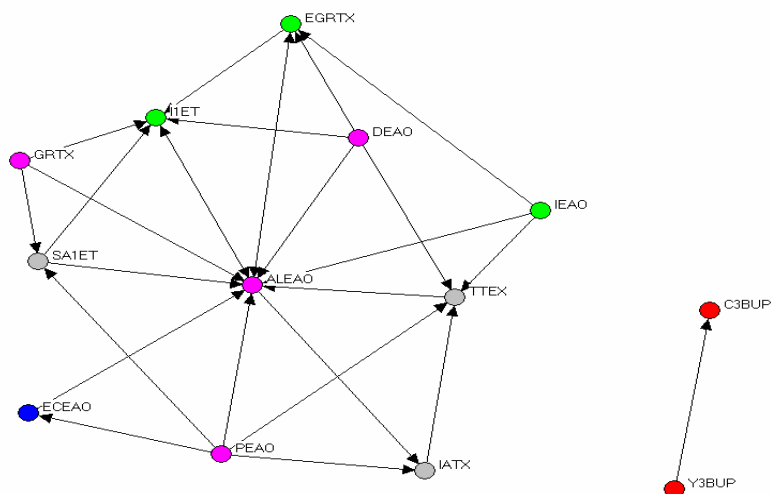 EGRTX
I1ET
DEAO
GRTX
IEAO
SA1ET
ALEAO
TTEX
C3BUP
ECEAO
PEAO
IATX
Y3BUP